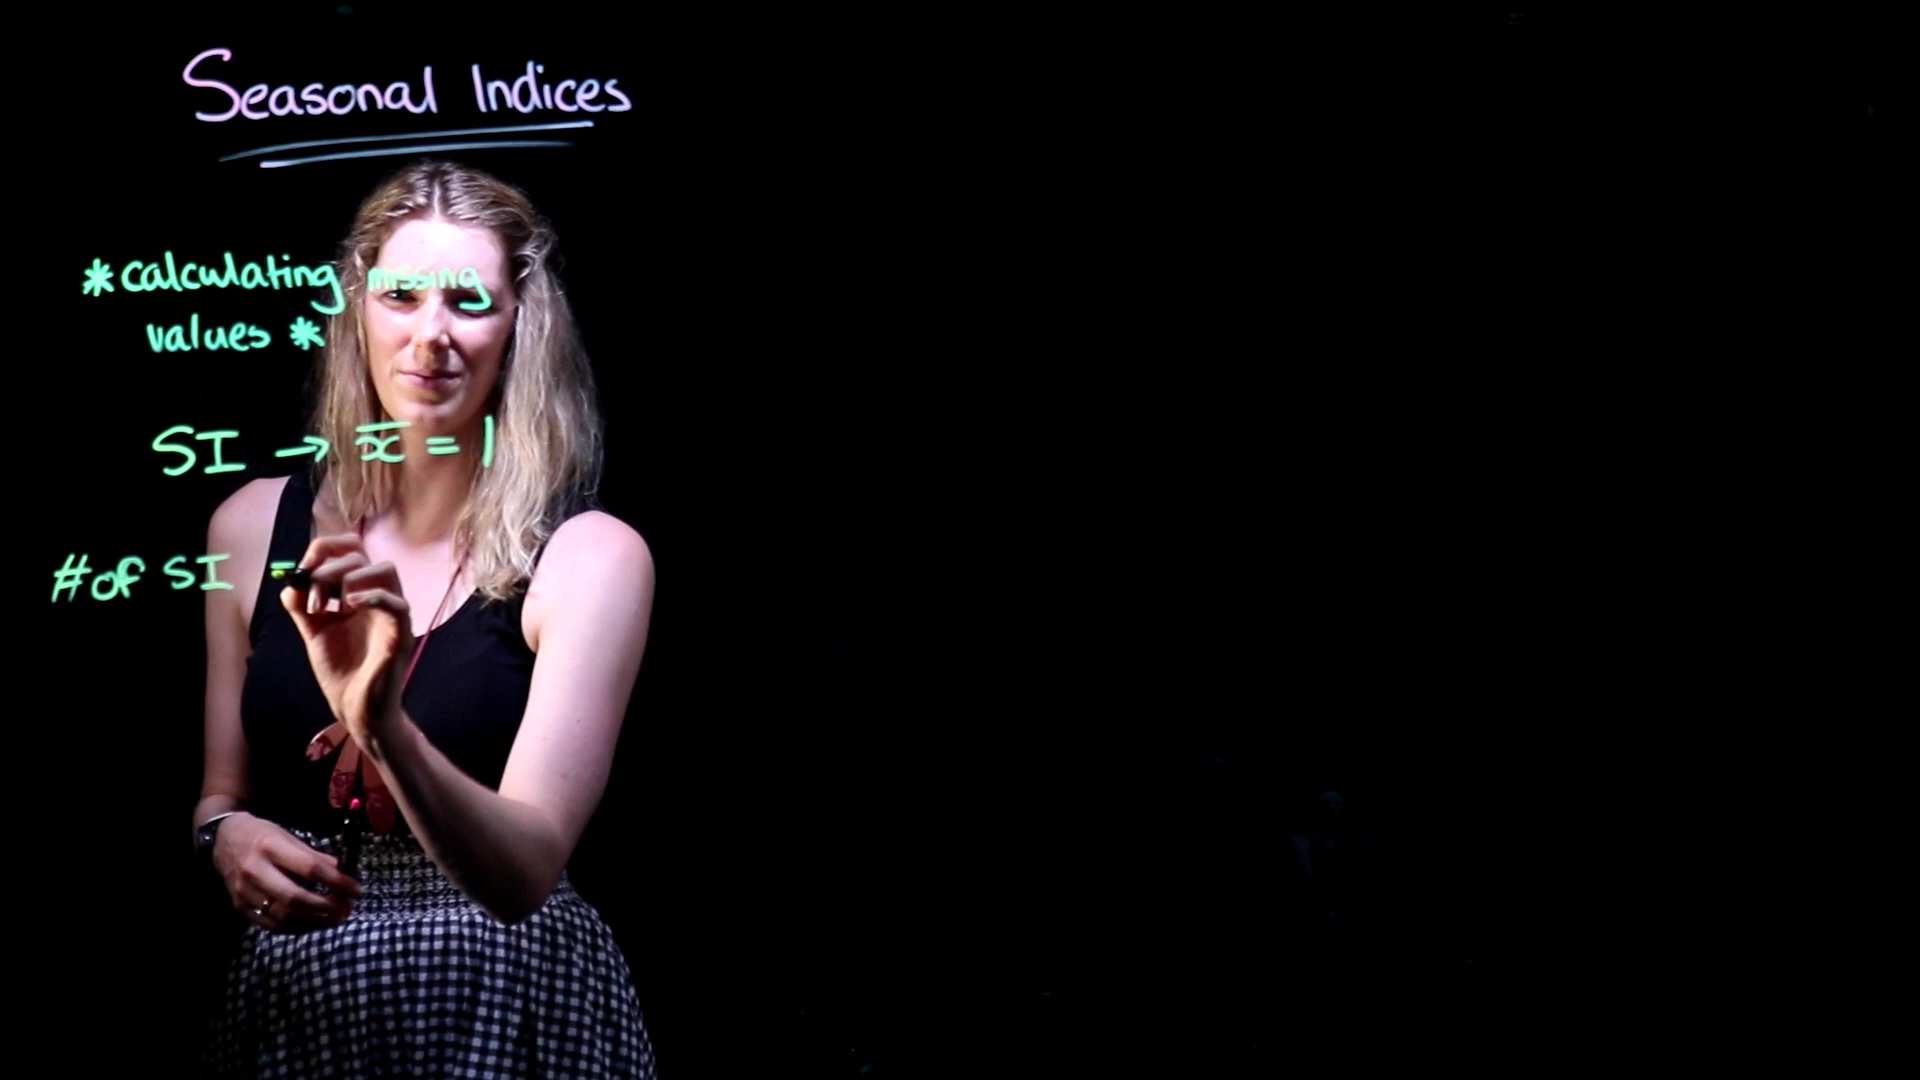 Seasonal Indices
*calculating missing
values *
SI → x̄ = 1
#of SI =